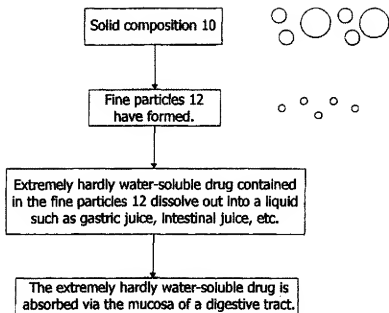 Solid composition 10
Fine particles 12
have formed.
Extremely hardly water-soluble drug contained
in the fine particles 12 dissolve out into a liquid
such as gastric juice, intestinal juice, etc.
The extremely hardly water-soluble drug is
absorbed via the mucosa of a digestive tract.